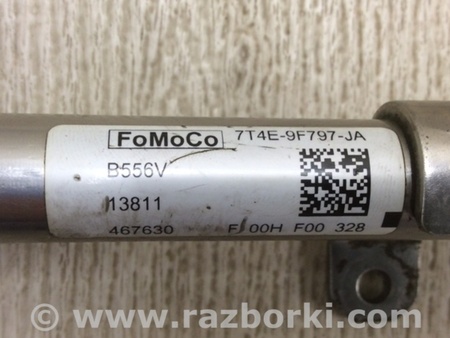 FoMoCo 7T4E-9F797-JA
B556V
13811
467630 F 00H F00 328
© www.razborki.com